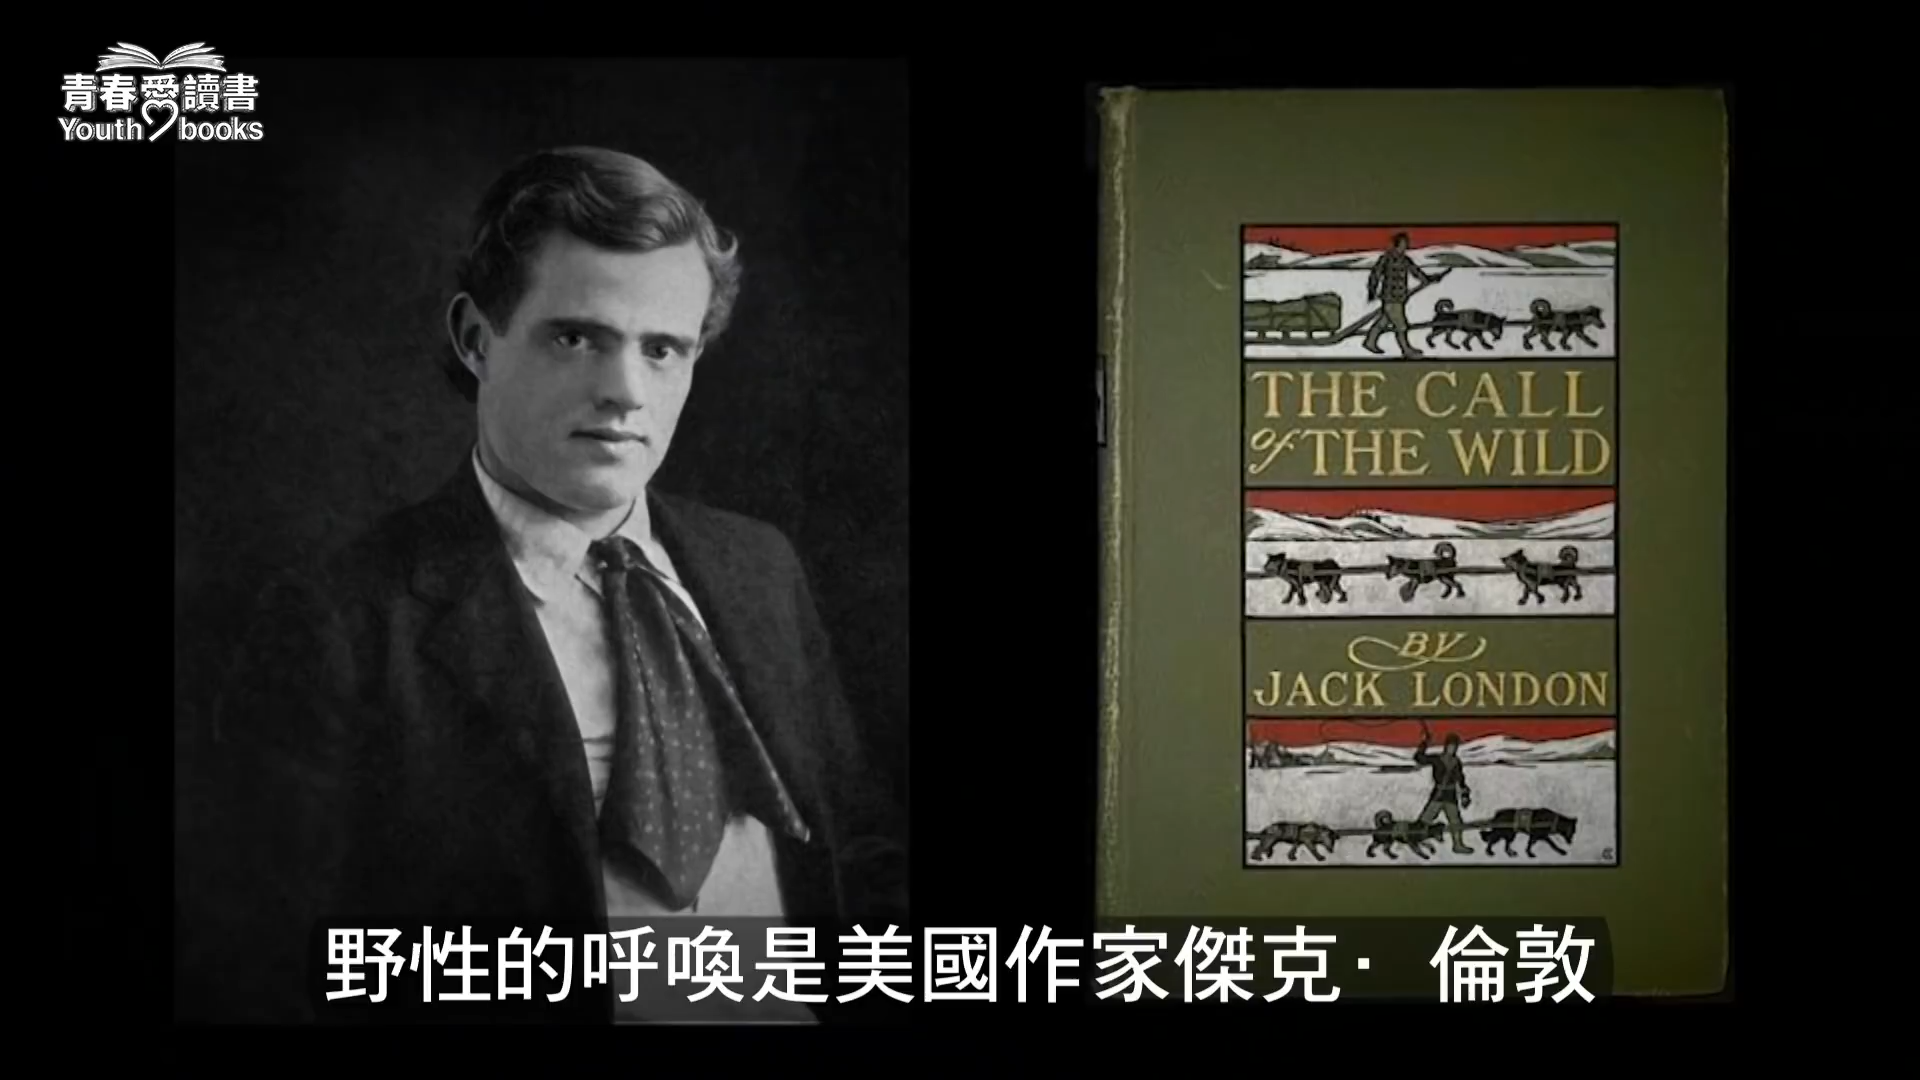 青春愛讀書
Youth books
THE CALL
of THE WILD
BY
JACK LONDON
野性的呼喚是美國作家傑克· 倫敦